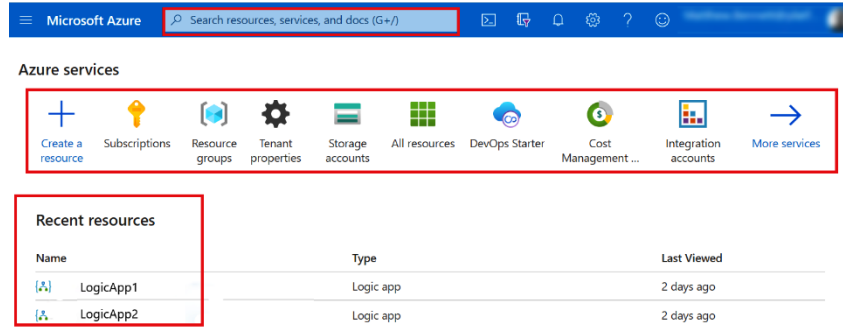 Microsoft Azure
Search resources, services, and docs (G+/)
Azure services
Create a resource
Subscriptions
Resource groups
Tenant properties
Storage accounts
All resources
DevOps Starter
Cost Management ...
Integration accounts
More services
Recent resources
Name Type Last Viewed
LogicApp1 Logic app 2 days ago
LogicApp2 Logic app 2 days ago